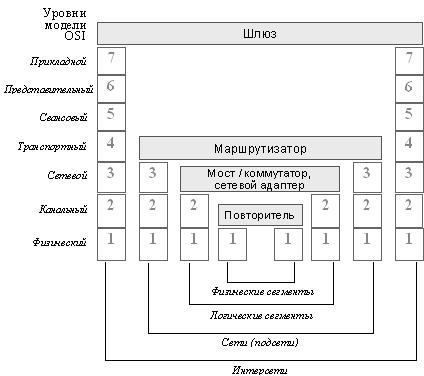 Уровни
модели
OSI
Шлюз
Прикладной 7 7
Представительный 6 6
Свансовый 5 5
Транспортный 4 4
Маршрутизатор
Сетевой 3 3 3 3
Мост / коммутатор,
сетевой адаптер
Канальный 2 2 2 2 2 2
Повторитель
Физический 1 1 1 1 1 1 1 1
Физические сегменты
Логические сегменты
Сети (подсети)
Интерсети